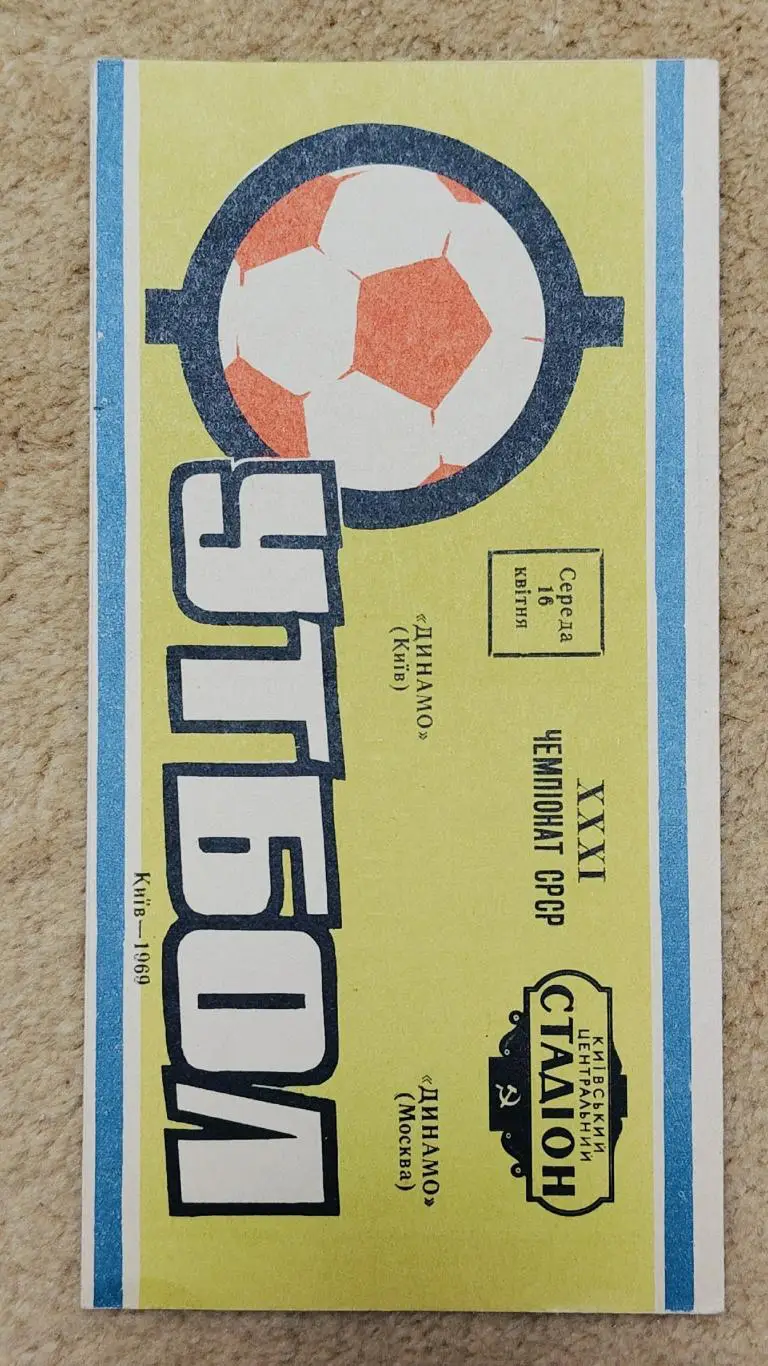 Середа
16
квітня
XXXI
ЧЕМПІОНАТ СРСР
КИЇВСЬКИЙ
ЦЕНТРАЛЬНИЙ
СТАДІОН
«ДИНАМО»
(Київ)
«ДИНАМО»
(Москва)
ФУТБОЛ
Київ—1969